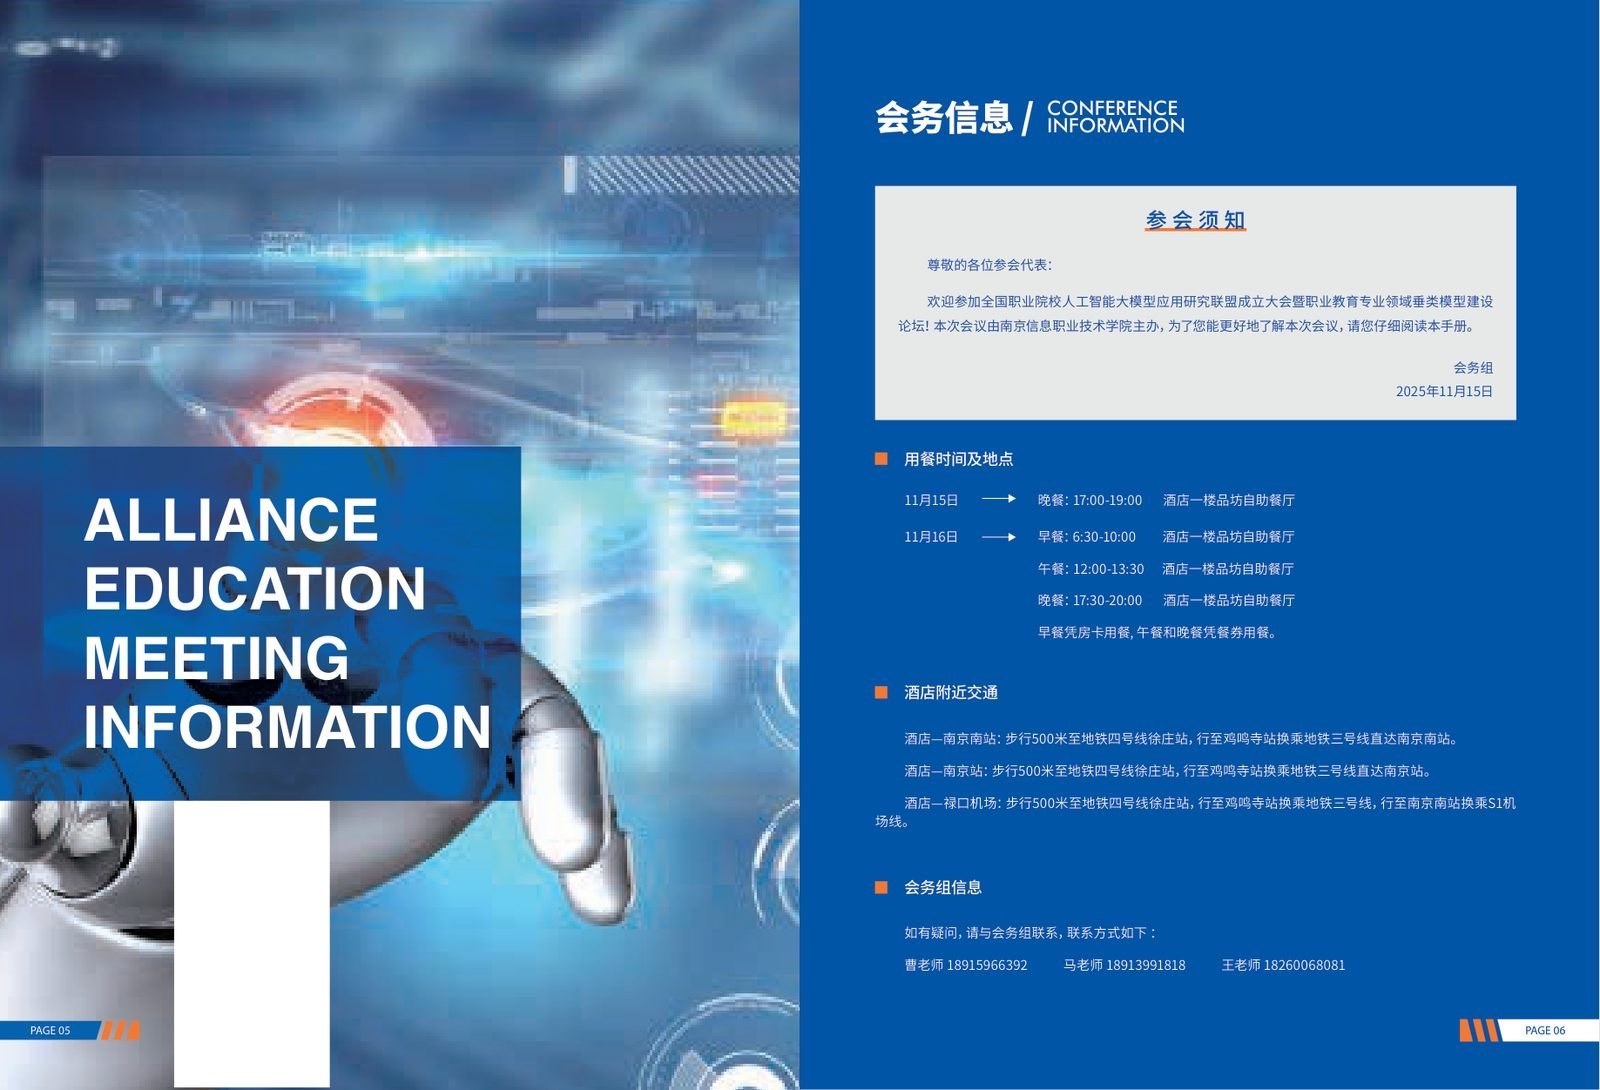 ALLIANCE
EDUCATION
MEETING
INFORMATION
PAGE 05
会务信息 / CONFERENCE
INFORMATION
参会须知
尊敬的各位参会代表：
欢迎参加全国职业院校人工智能大模型应用研究联盟成立大会暨职业教育专业领域垂类模型建设
论坛！本次会议由南京信息职业技术学院主办，为了您能更好地了解本次会议，请您仔细阅读本手册。
会务组
2025年11月15日
用餐时间及地点
11月15日 晚餐：17:00-19:00 酒店一楼品坊自助餐厅
11月16日 早餐：6:30-10:00 酒店一楼品坊自助餐厅
午餐：12:00-13:30 酒店一楼品坊自助餐厅
晚餐：17:30-20:00 酒店一楼品坊自助餐厅
早餐凭房卡用餐，午餐和晚餐凭餐券用餐。
酒店附近交通
酒店—南京南站：步行500米至地铁四号线徐庄站，行至鸡鸣寺站换乘地铁三号线直达南京南站。
酒店—南京站：步行500米至地铁四号线徐庄站，行至鸡鸣寺站换乘地铁三号线直达南京站。
酒店—禄口机场：步行500米至地铁四号线徐庄站，行至鸡鸣寺站换乘地铁三号线，行至南京南站换乘S1机
场线。
会务组信息
如有疑问，请与会务组联系，联系方式如下：
曹老师 18915966392 马老师 18913991818 王老师 18260068081
PAGE 06